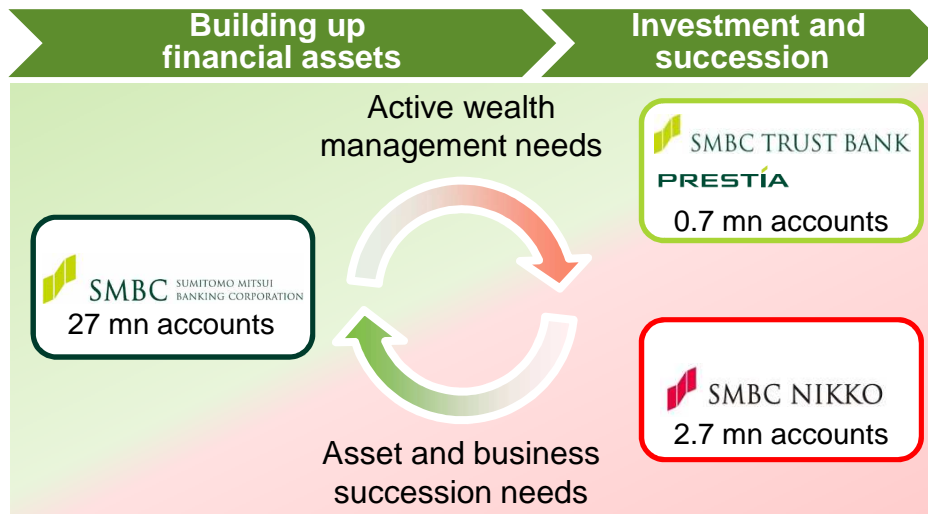 Building up
financial assets
Investment and
succession
Active wealth
management needs
SMBC TRUST BANK
PRESTÍA
0.7 mn accounts
SMBC SUMITOMO MITSUI
BANKING CORPORATION
27 mn accounts
SMBC NIKKO
2.7 mn accounts
Asset and business
succession needs